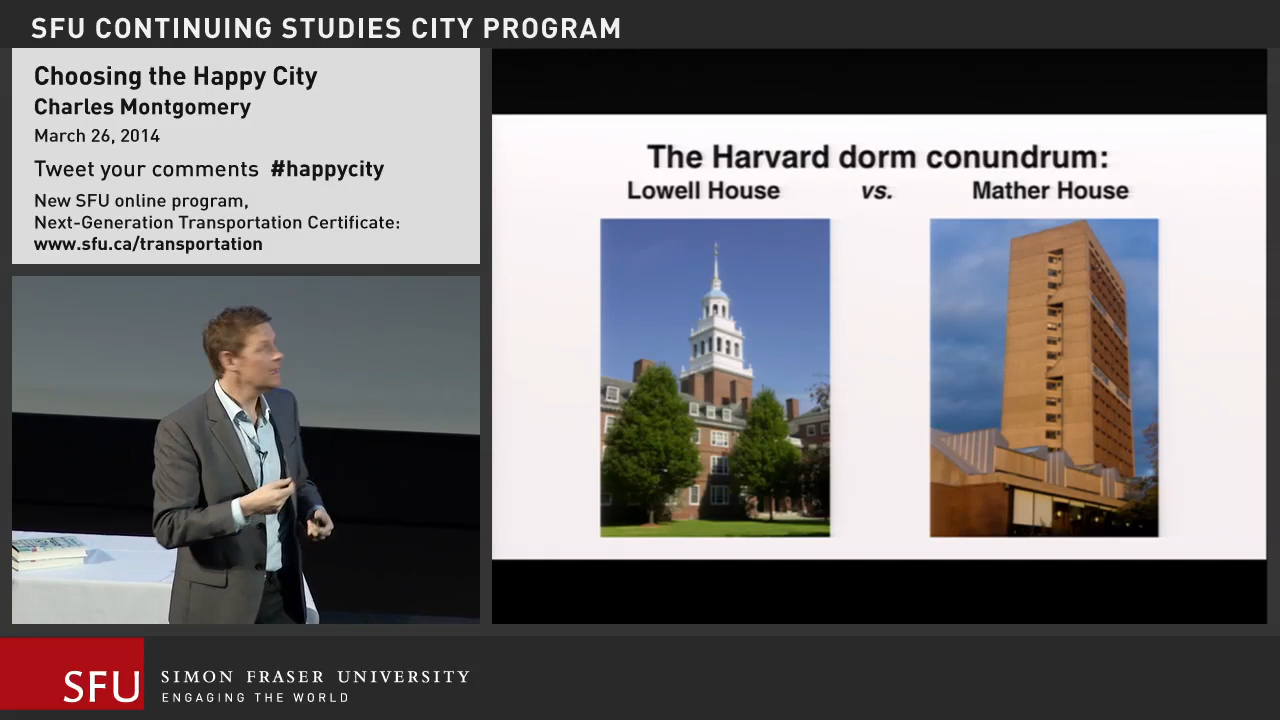 SFU CONTINUING STUDIES CITY PROGRAM
Choosing the Happy City
Charles Montgomery
March 26, 2014
Tweet your comments #happycity
New SFU online program,
Next-Generation Transportation Certificate:
www.sfu.ca/transportation
The Harvard dorm conundrum:
Lowell House vs. Mather House
SFU SIMON FRASER UNIVERSITY
ENGAGING THE WORLD